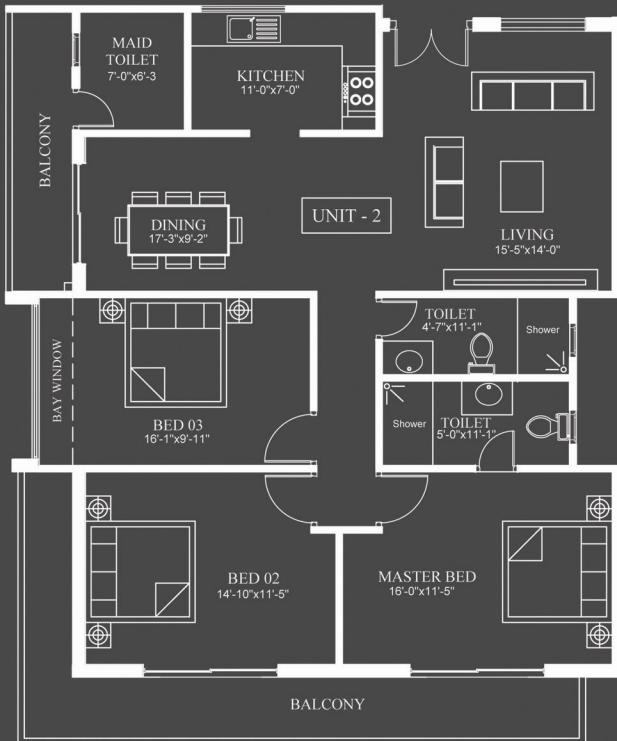 MAID
TOILET
7'-0"x6'-3
KITCHEN
11'-0"x7'-0"
BALCONY
DINING
17'-3"x9'-2"
UNIT - 2
LIVING
15'-5"x14'-0"
TOILET
4'-7"x11'-1"
Shower
BAY WINDOW
BED 03
16'-1"x9'-11"
Shower
TOILET
5'-0"x11'-1"
BED 02
14'-10"x11'-5"
MASTER BED
16'-0"x11'-5"
BALCONY